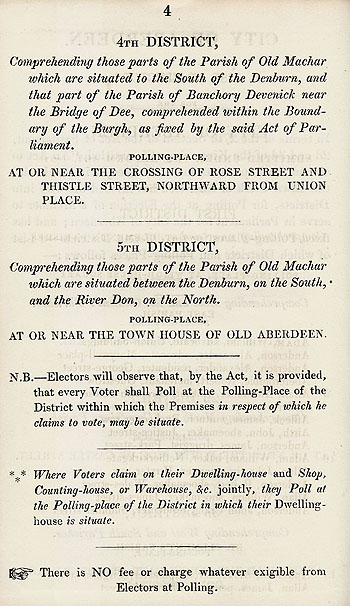 4
4TH DISTRICT,
Comprehending those parts of the Parish of Old Machar
which are situated to the South of the Denburn, and
that part of the Parish of Banchory Devenick near
the Bridge of Dee, comprehended within the Bound-
ary of the Burgh, as fixed by the said Act of Par-
liament.
POLLING-PLACE,
AT OR NEAR THE CROSSING OF ROSE STREET AND
THISTLE STREET, NORTHWARD FROM UNION
PLACE.
5TH DISTRICT,
Comprehending those parts of the Parish of Old Machar
which are situated between the Denburn, on the South,
and the River Don, on the North.
POLLING-PLACE,
AT OR NEAR THE TOWN HOUSE OF OLD ABERDEEN.
N.B.—Electors will observe that, by the Act, it is provided,
that every Voter shall Poll at the Polling-Place of the
District within which the Premises in respect of which he
claims to vote, may be situate.
*** Where Voters claim on their Dwelling-house and Shop,
Counting-house, or Warehouse, &c. jointly, they Poll at
the Polling-place of the District in which their Dwelling-
house is situate.
☞ There is NO fee or charge whatever exigible from
Electors at Polling.